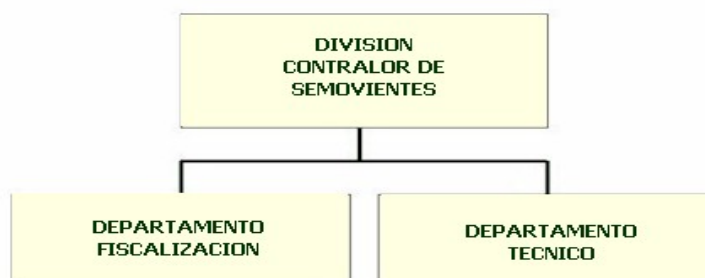 DIVISION
CONTRALOR DE
SEMOVIENTES
DEPARTAMENTO
FISCALIZACION
DEPARTAMENTO
TECNICO